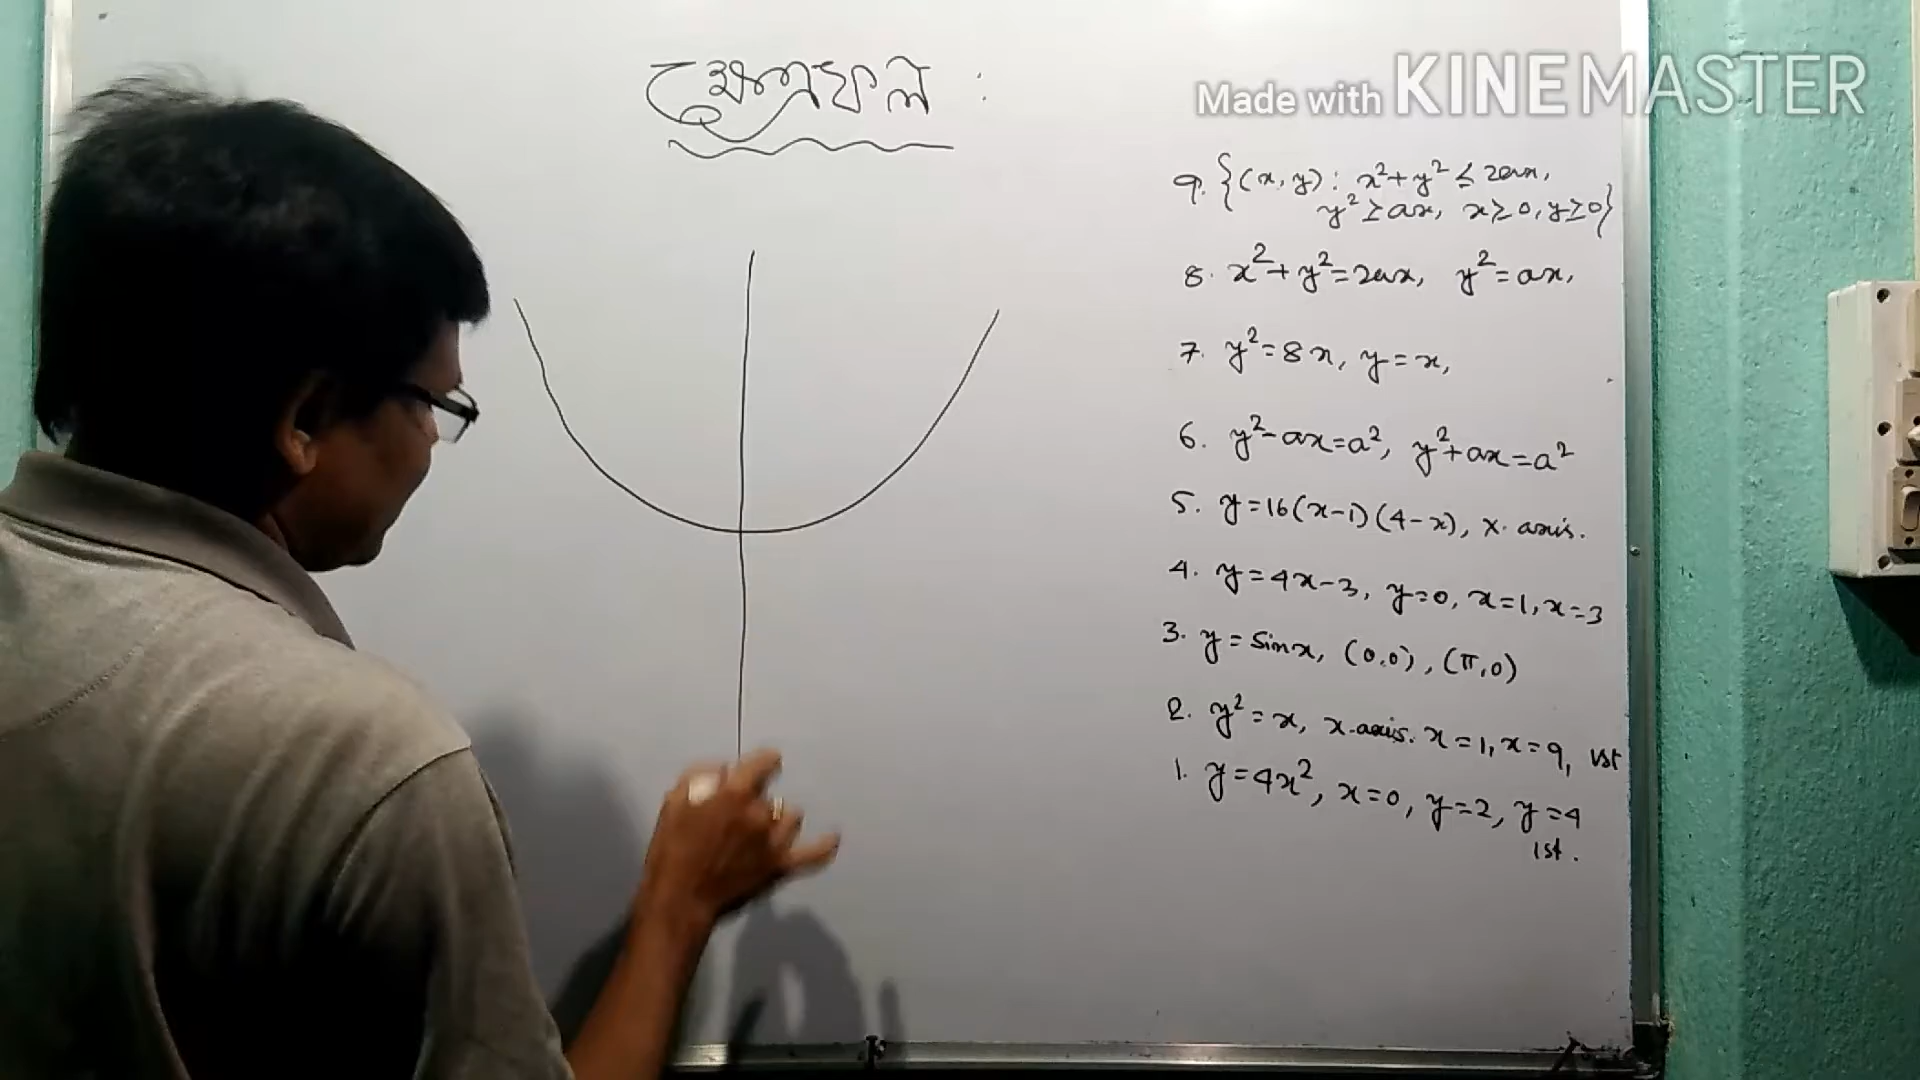 ক্ষেত্রফল :
Made with KINEMASTER
9. {(x, y) : x²+y² ≤ 2ax,
y² ≥ ax, x ≥ 0, y ≥ 0}
8. x²+y²=2ax, y²=ax,
7. y²=8x, y=x,
6. y²-ax=a², y²+ax=a²
5. y=16(x-1)(4-x), x. axis.
4. y=4x-3, y=0, x=1, x=3
3. y=sinx, (0,0), (π,0)
2. y²=x, x-axis. x=1, x=9, 1st
1. y=4x², x=0, y=2, y=4
1st.